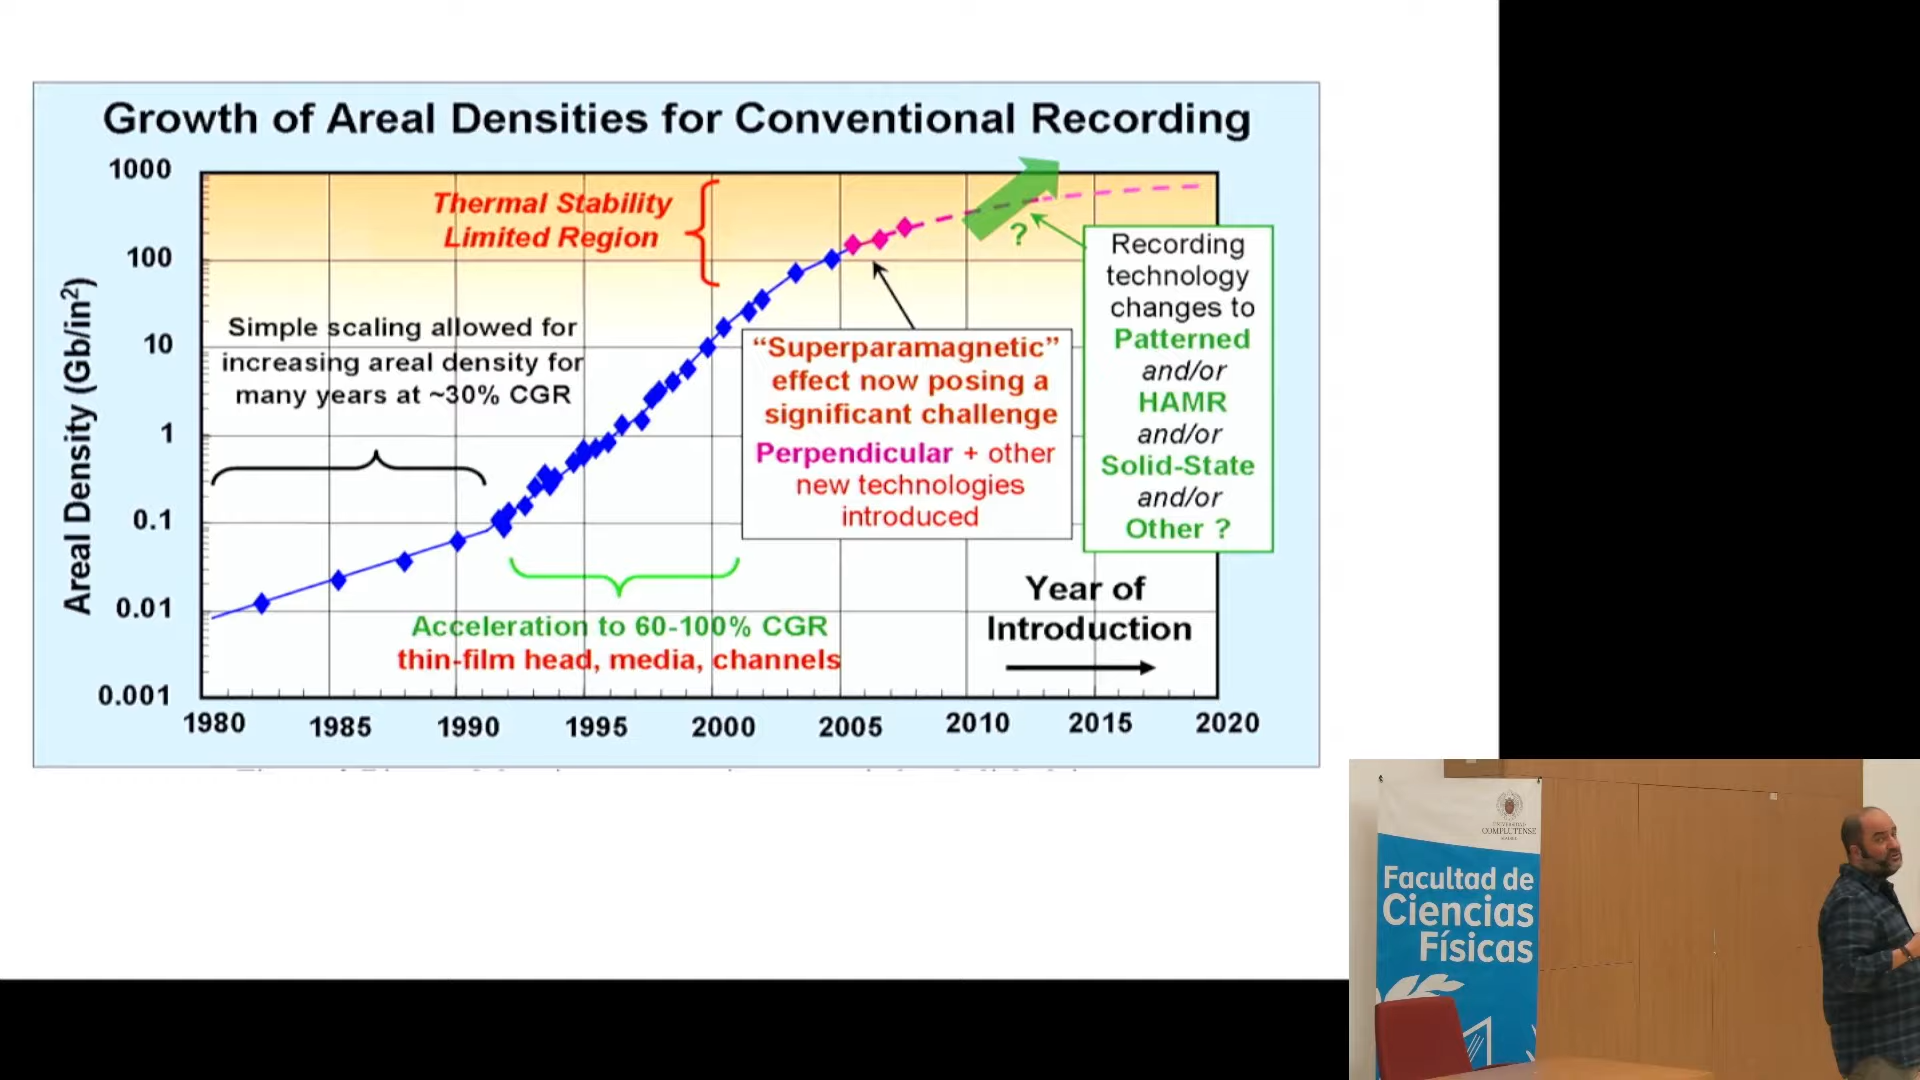 Growth of Areal Densities for Conventional Recording
1000
100
10
1
0.1
0.01
0.001
Areal Density (Gb/in²)
Thermal Stability
Limited Region
Simple scaling allowed for
increasing areal density for
many years at ~30% CGR
Acceleration to 60-100% CGR
thin-film head, media, channels
“Superparamagnetic”
effect now posing a
significant challenge
Perpendicular + other
new technologies
introduced
?
Recording
technology
changes to
Patterned
and/or
HAMR
and/or
Solid-State
and/or
Other ?
Year of
Introduction
1980 1985 1990 1995 2000 2005 2010 2015 2020
UNIVERSIDAD
COMPLUTENSE
MADRID
Facultad de
Ciencias
Físicas